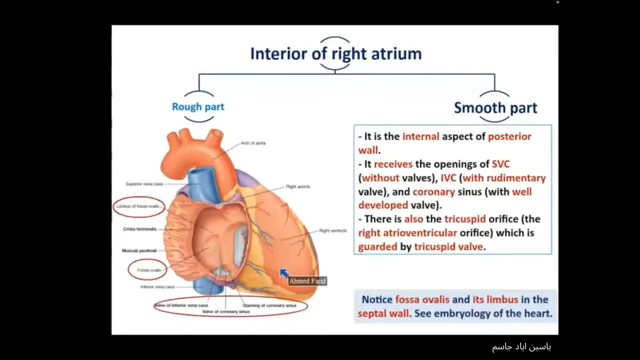 Interior of right atrium
Rough part
Smooth part
Arch of aorta
Superior vena cava
Right auricle
Limbus of fossa ovalis
Crista terminalis
Right ventricle
Musculi pectinati
Fossa ovalis
Inferior vena cava
Valve of inferior vena cava
Opening of coronary sinus
Valve of coronary sinus
Ahmed Farid
- It is the internal aspect of posterior
wall.
- It receives the openings of SVC
(without valves), IVC (with rudimentary
valve), and coronary sinus (with well
developed valve).
- There is also the tricuspid orifice (the
right atrioventricular orifice) which is
guarded by tricuspid valve.
Notice fossa ovalis and its limbus in the
septal wall. See embryology of the heart.
ياسين اياد جاسم